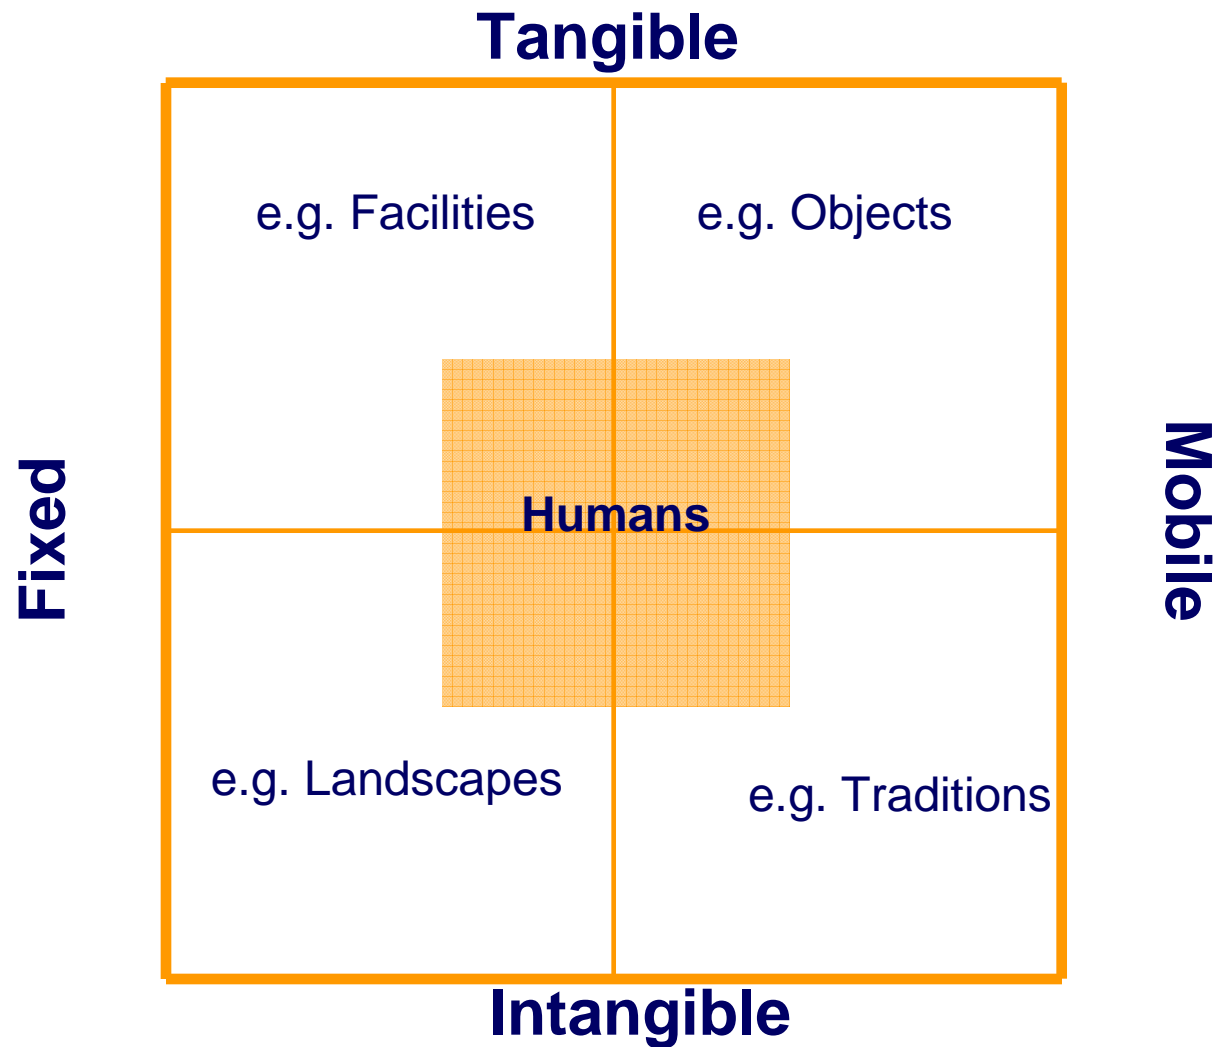 Tangible
e.g. Facilities
e.g. Objects
Fixed
Humans
Mobile
e.g. Landscapes
e.g. Traditions
Intangible